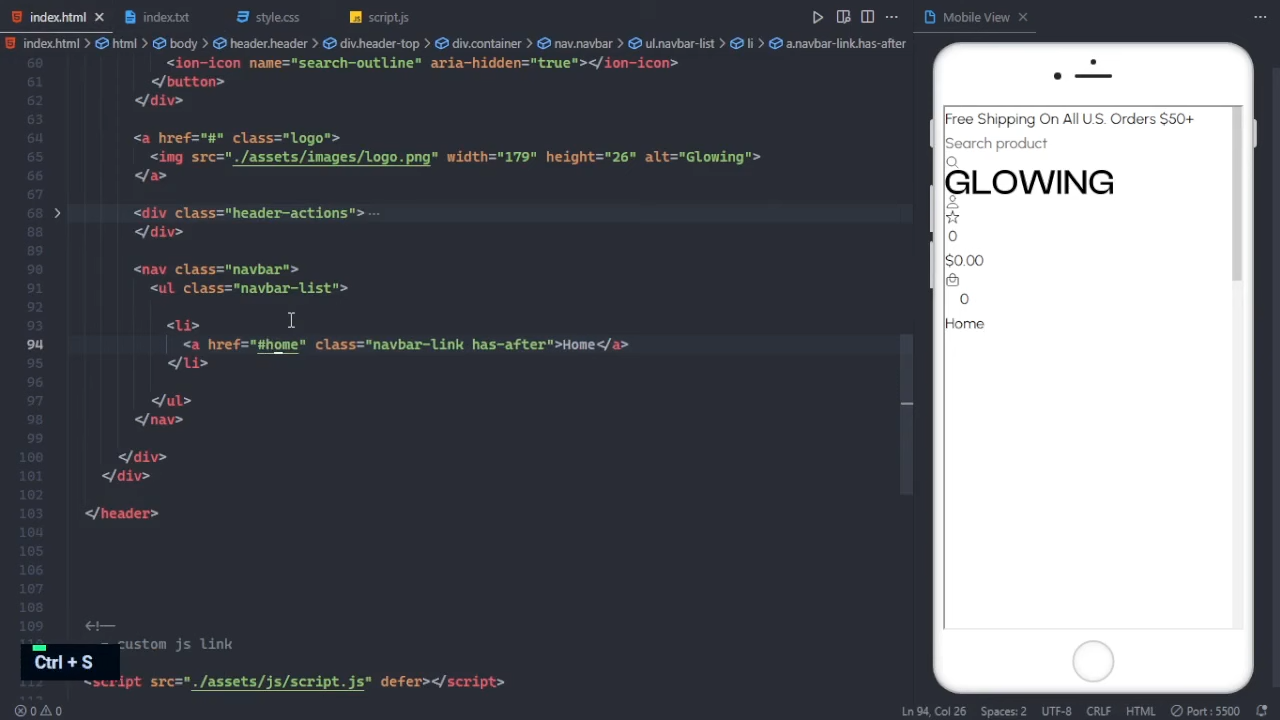 index.html
index.txt
style.css
script.js
Mobile View
index.html > html > body > header.header > div.header-top > div.container > nav.navbar > ul.navbar-list > li > a.navbar-link.has-after
60 <ion-icon name="search-outline" aria-hidden="true"></ion-icon>
61 </button>
62 </div>
63
64 <a href="#" class="logo">
65 <img src="./assets/images/logo.png" width="179" height="26" alt="Glowing">
66 </a>
67
68 <div class="header-actions"> ···
88 </div>
89
90 <nav class="navbar">
91 <ul class="navbar-list">
92
93 <li>
94 <a href="#home" class="navbar-link has-after">Home</a>
95 </li>
96
97 </ul>
98 </nav>
99
100 </div>
101 </div>
102
103 </header>
104
105
106
107
108
109 <!--
- custom js link
<script src="./assets/js/script.js" defer></script>
Ctrl + S
Free Shipping On All U.S. Orders $50+
Search product
GLOWING
0
$0.00
0
Home
0 0
Ln 94, Col 26
Spaces: 2
UTF-8
CRLF
HTML
Port : 5500